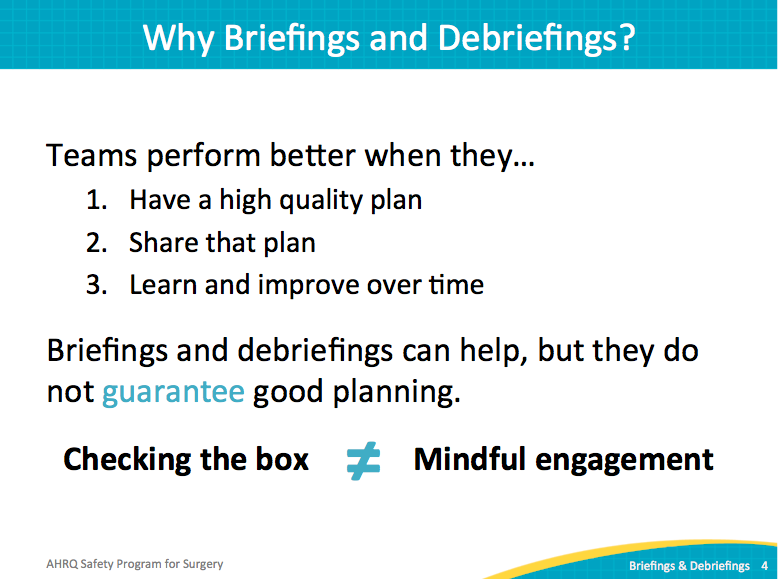 Why Briefings and Debriefings?
Teams perform better when they…
1. Have a high quality plan
2. Share that plan
3. Learn and improve over time
Briefings and debriefings can help, but they do
not guarantee good planning.
Checking the box ≠ Mindful engagement
AHRQ Safety Program for Surgery
Briefings & Debriefings 4